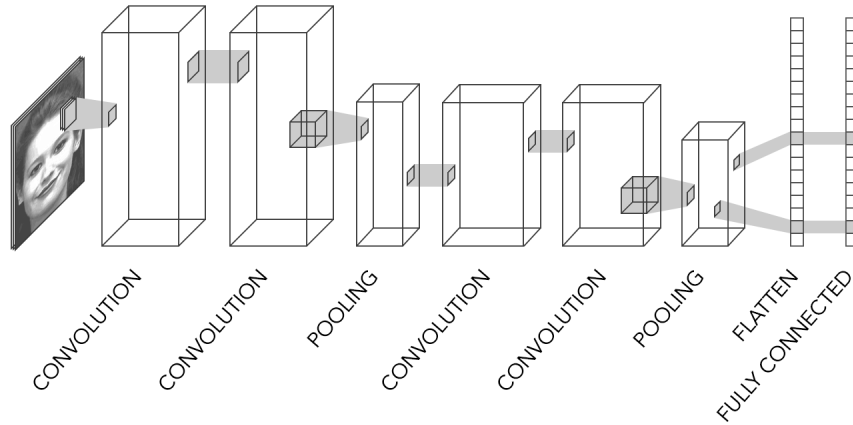 CONVOLUTION
CONVOLUTION
POOLING
CONVOLUTION
CONVOLUTION
POOLING
FLATTEN
FULLY CONNECTED